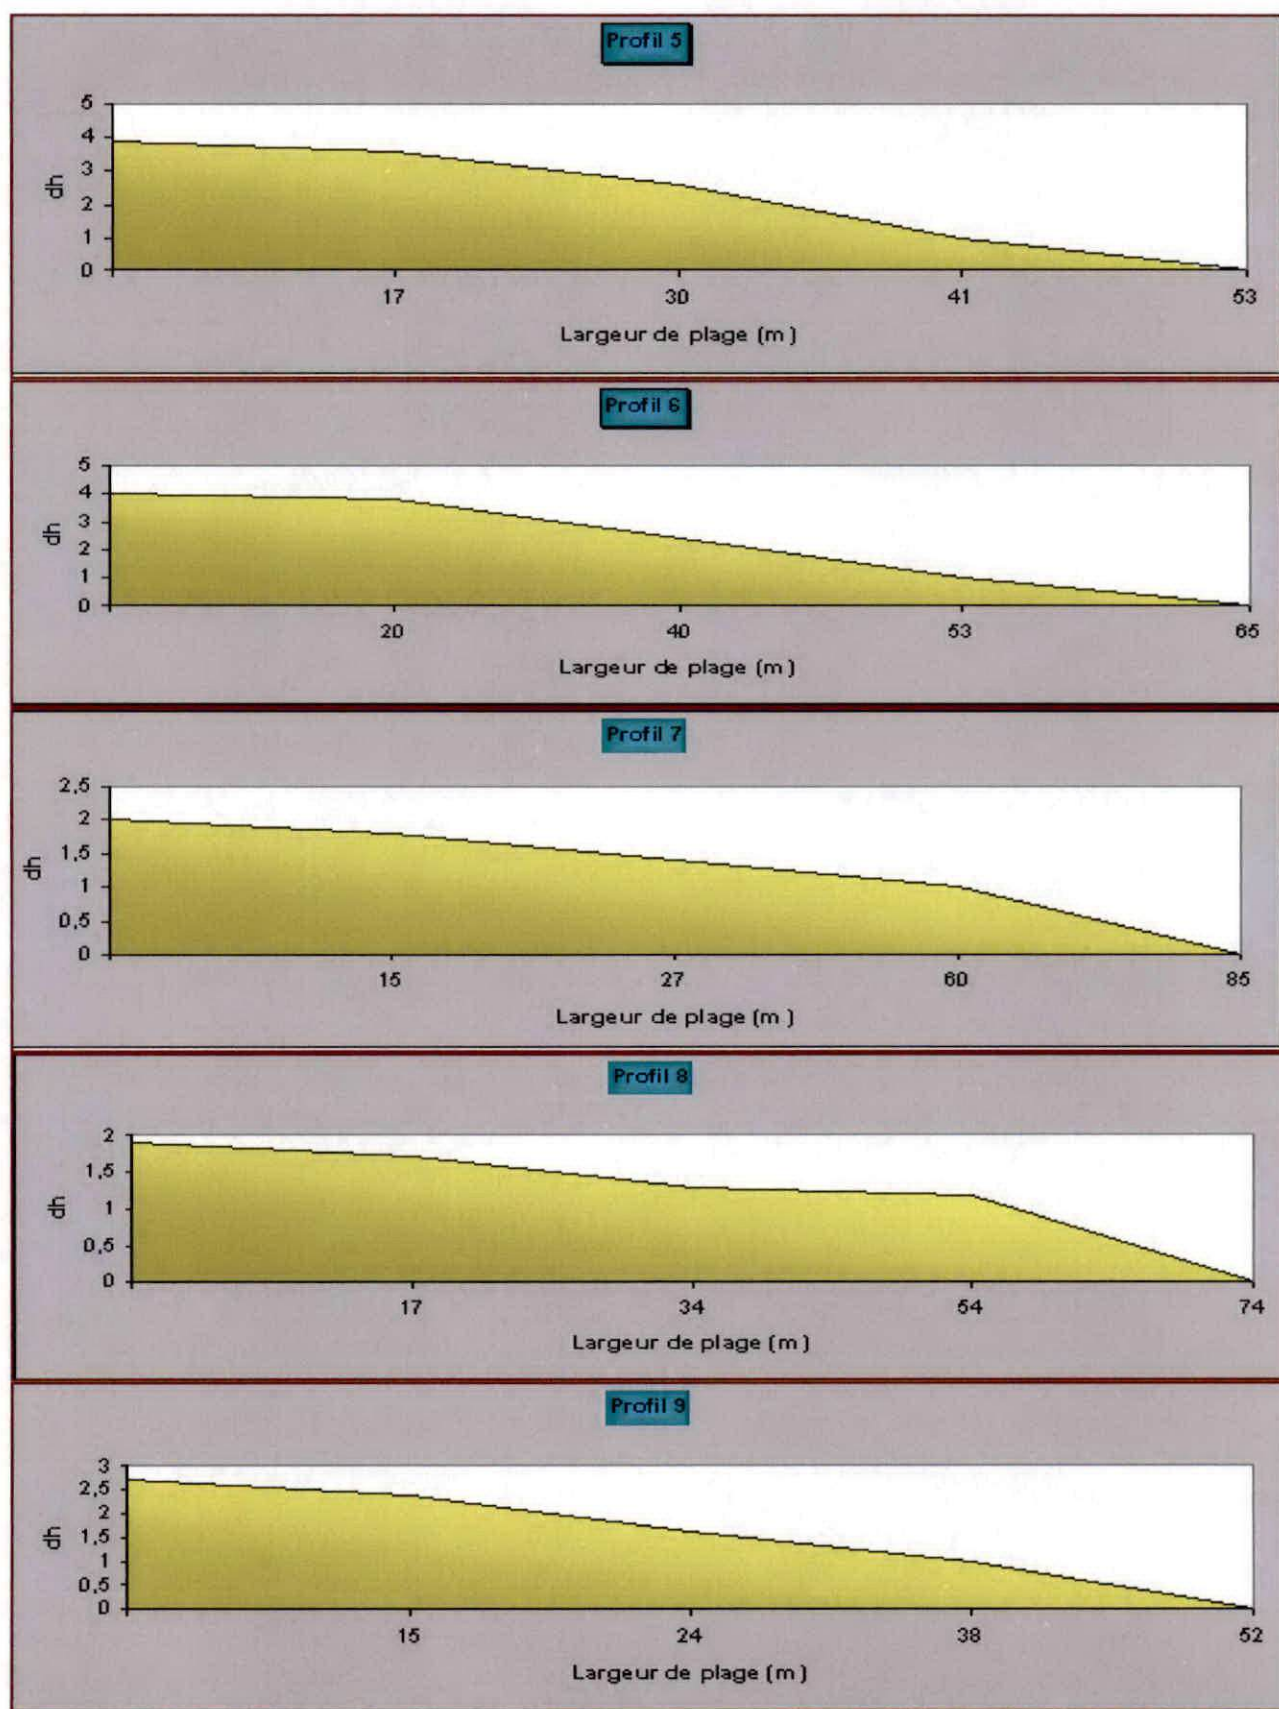 Profil 5
5
4
3
2
1
0
dh
17 30 41 53
Largeur de plage (m)
Profil 6
5
4
3
2
1
0
dh
20 40 53 65
Largeur de plage (m)
Profil 7
2,5
2
1,5
1
0,5
0
dh
15 27 60 85
Largeur de plage (m)
Profil 8
2
1,5
1
0,5
0
dh
17 34 54 74
Largeur de plage (m)
Profil 9
3
2,5
2
1,5
1
0,5
0
dh
15 24 38 52
Largeur de plage (m)